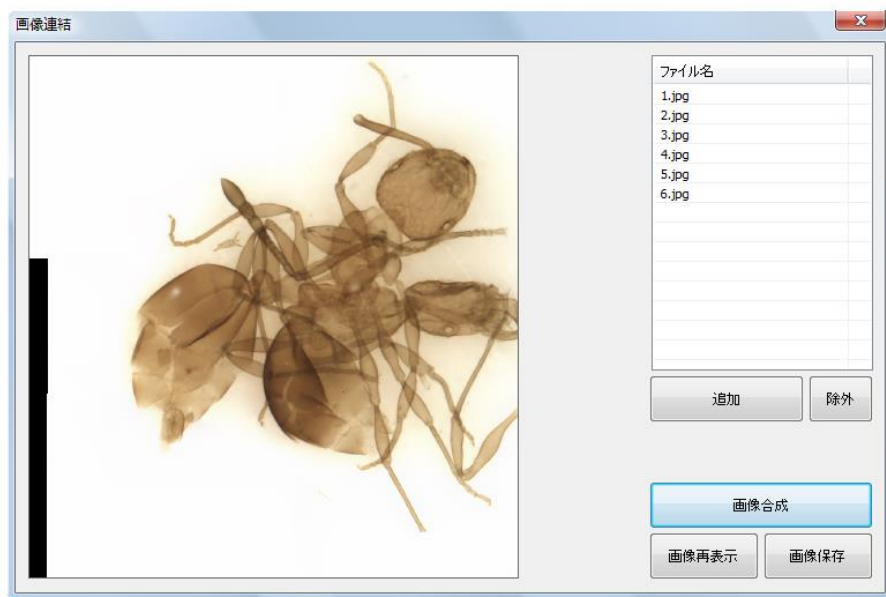 画像連結
ファイル名
1.jpg
2.jpg
3.jpg
4.jpg
5.jpg
6.jpg
追加
除外
画像合成
画像再表示
画像保存